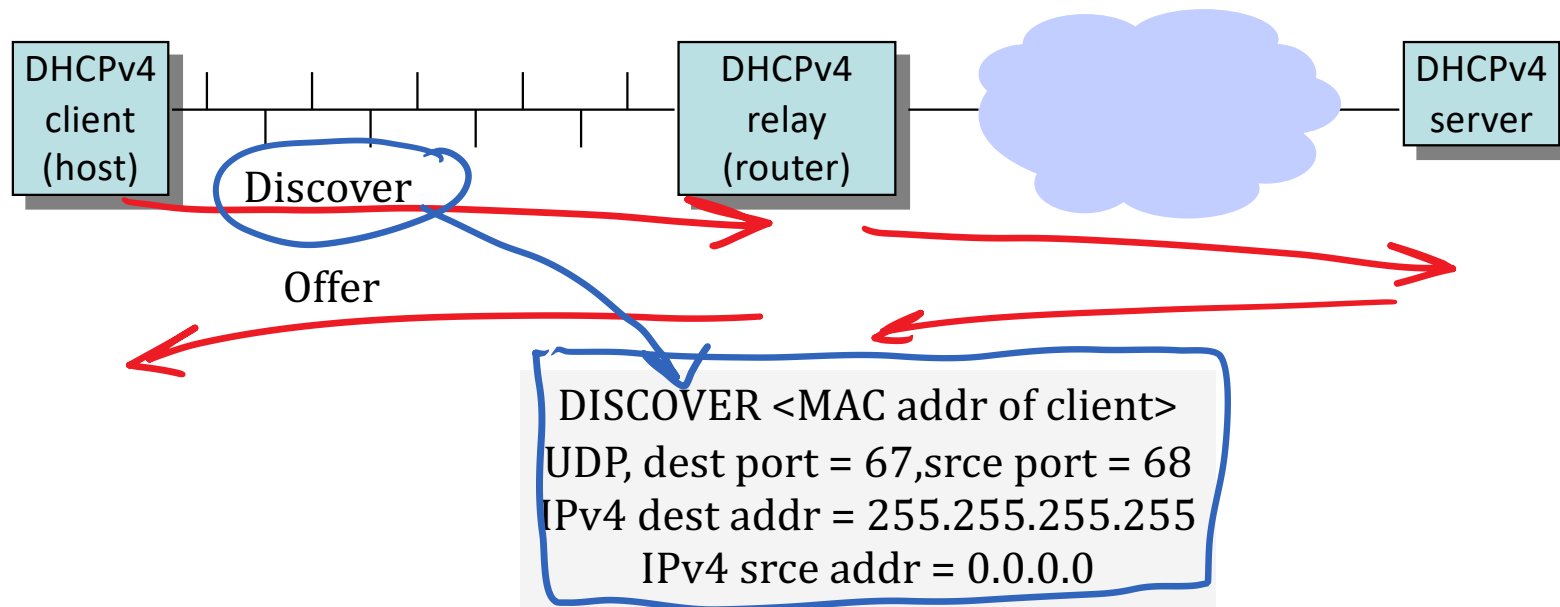 DHCPv4
client
(host)
DHCPv4
relay
(router)
DHCPv4
server
Discover
Offer
DISCOVER <MAC addr of client>
UDP, dest port = 67,srce port = 68
IPv4 dest addr = 255.255.255.255
IPv4 srce addr = 0.0.0.0